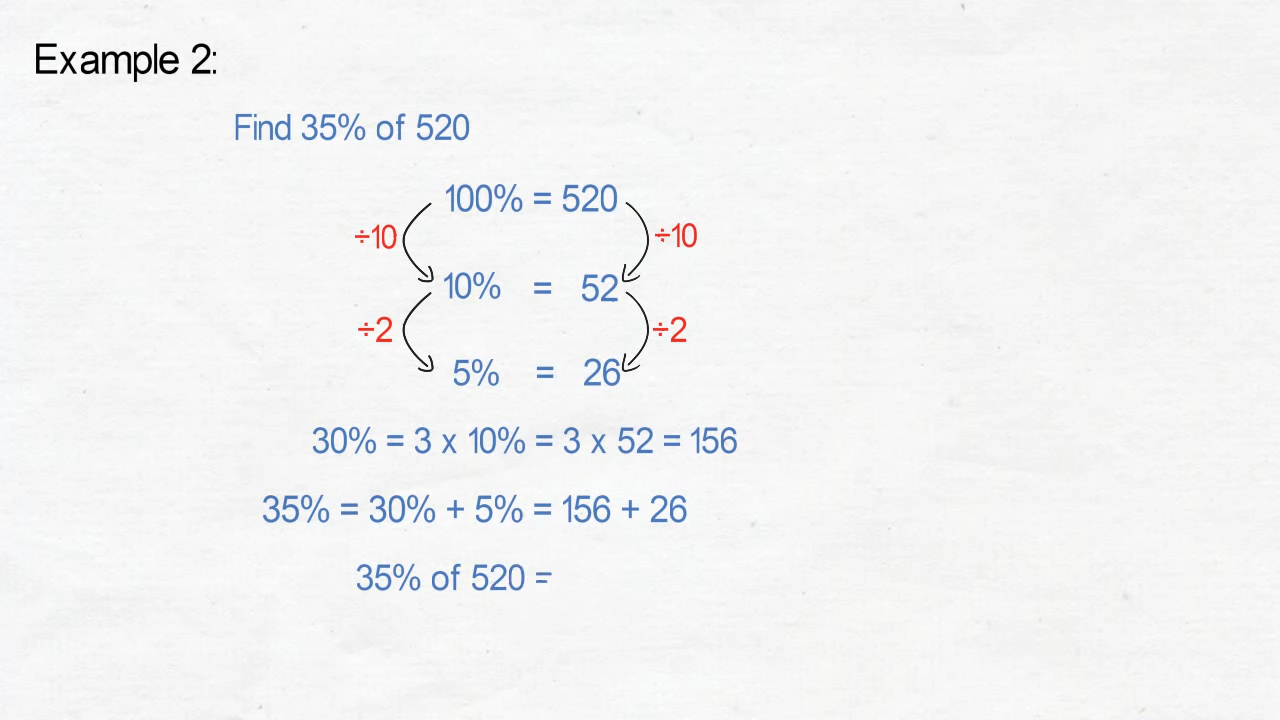 Example 2:
Find 35% of 520
100% = 520
÷10 ÷10
10% = 52
÷2 ÷2
5% = 26
30% = 3 x 10% = 3 x 52 = 156
35% = 30% + 5% = 156 + 26
35% of 520 =